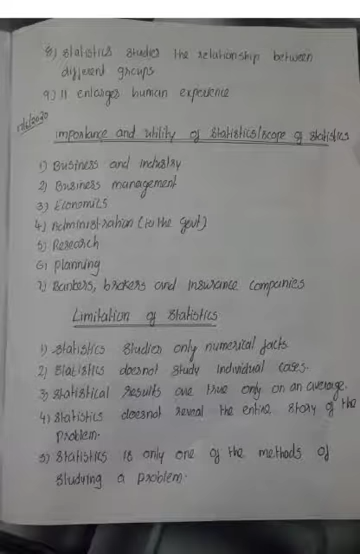 8) Statistics studies the relationship between
different groups
9) It enlarges human experience
Importance and utility of Statistics/scope of statistics
1) Business and industry
2) Business management
3) Economics
4) Administration (to the govt)
5) Research
6) Planning
7) Bankers, brokers and Insurance companies
Limitation of Statistics
1) Statistics studies only numerical facts.
2) Statistics doesnot study individual cases.
3) Statistical Results are true only on an average.
4) Statistics doesnot reveal the entire story of the
problem.
5) Statistics is only one of the methods of
studying a problem.